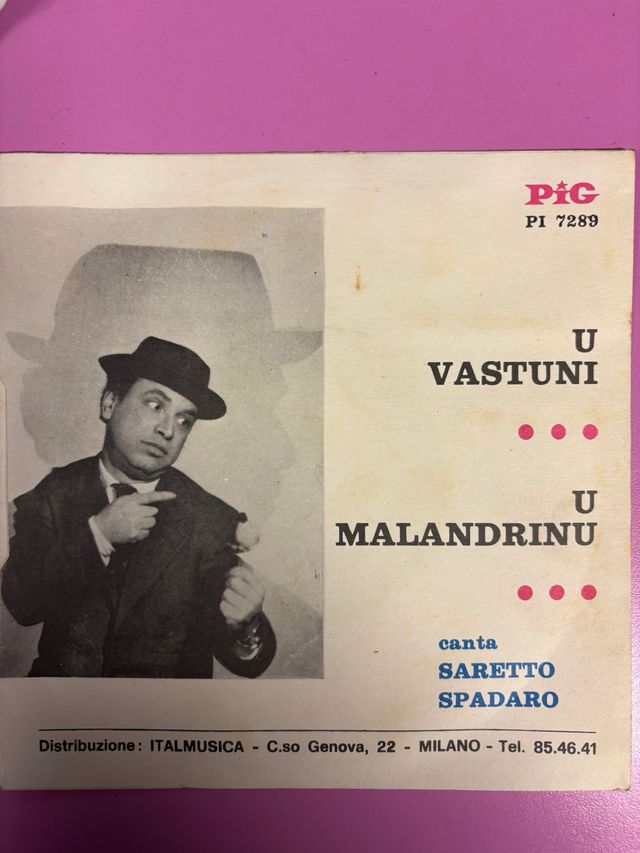 PiG
PI 7289
U
VASTUNI
U
MALANDRINU
canta
SARETTO
SPADARO
Distribuzione: ITALMUSICA - C.so Genova, 22 - MILANO - Tel. 85.46.41